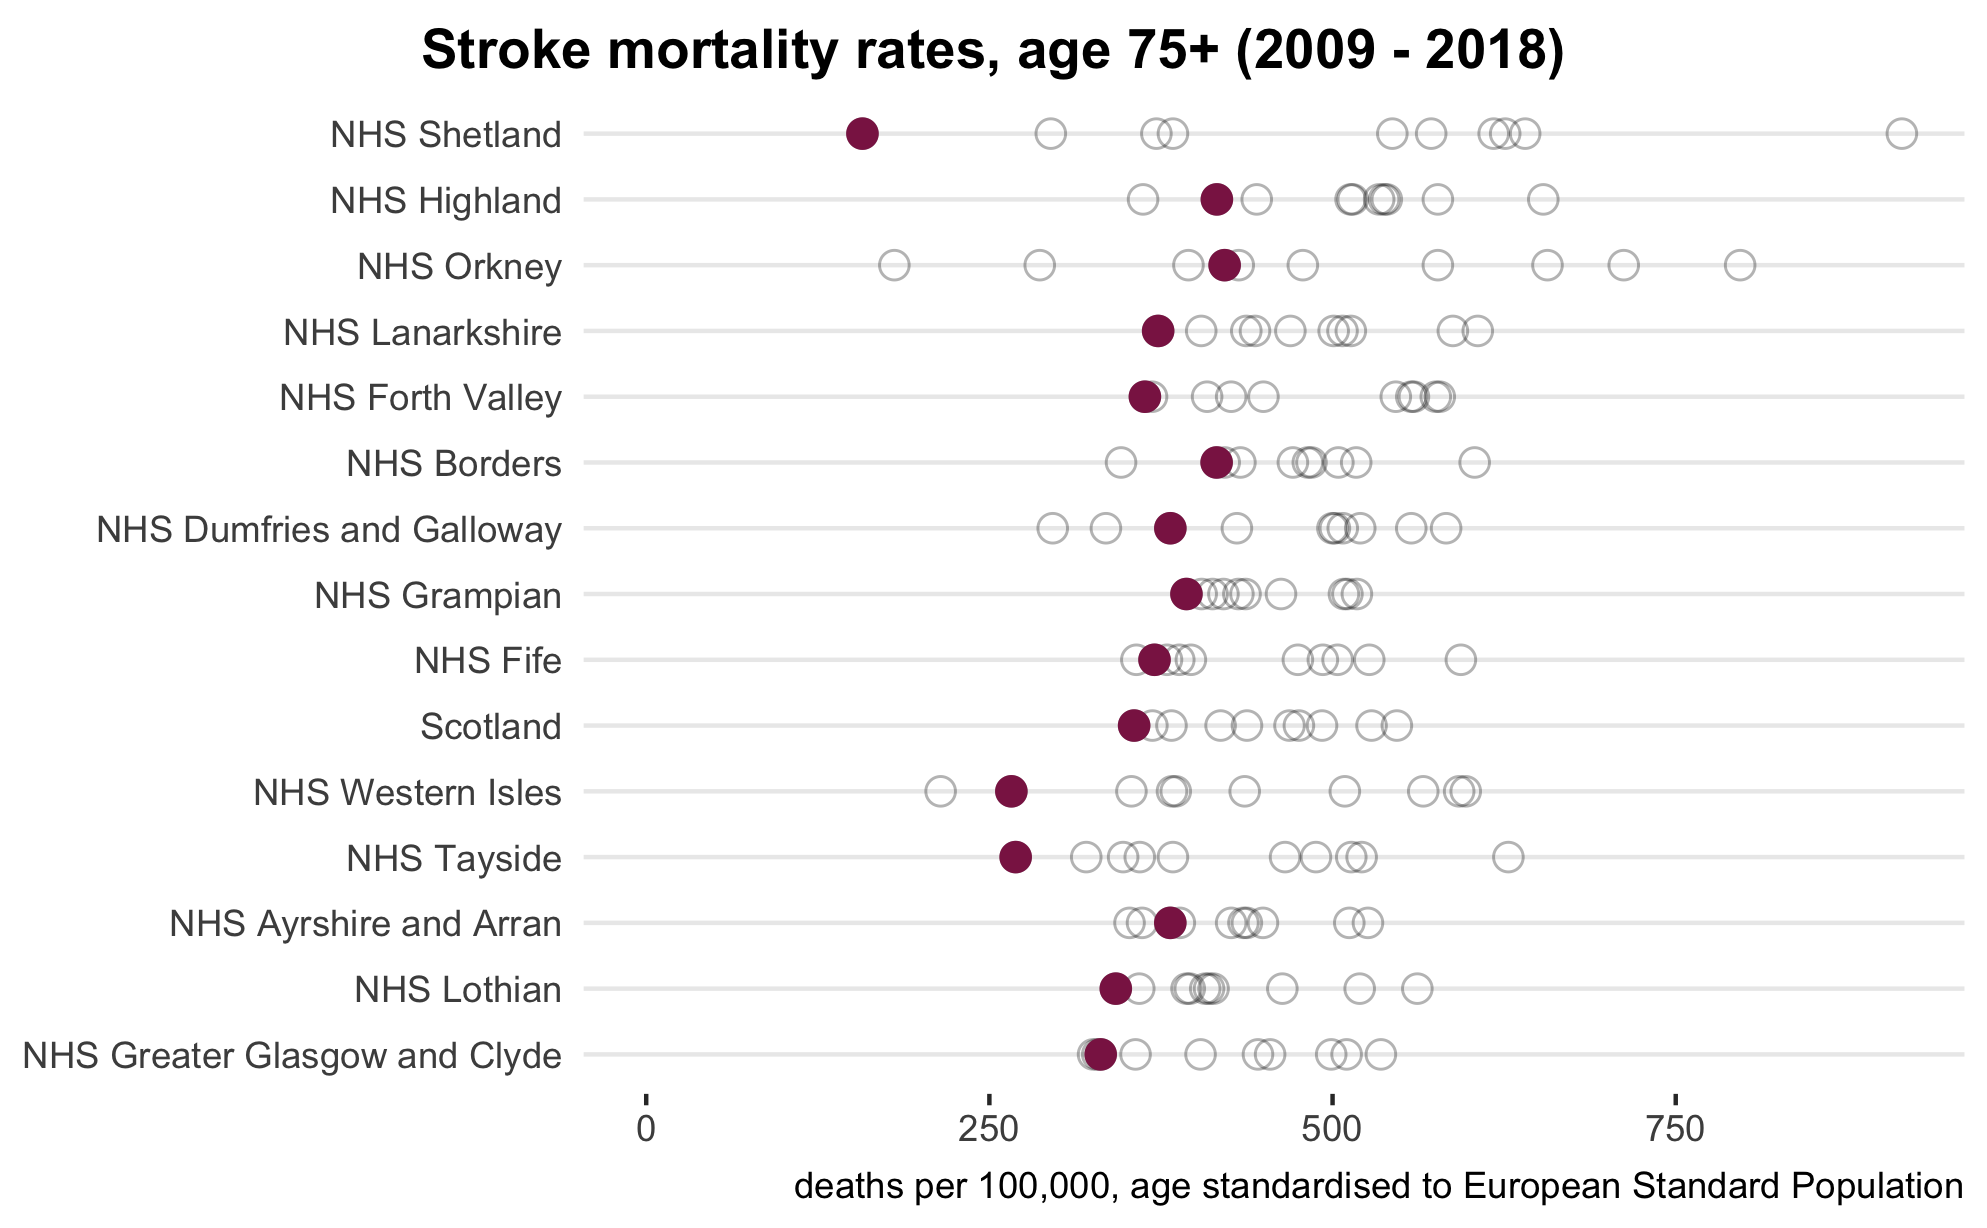 Stroke mortality rates, age 75+ (2009 - 2018)
NHS Shetland
NHS Highland
NHS Orkney
NHS Lanarkshire
NHS Forth Valley
NHS Borders
NHS Dumfries and Galloway
NHS Grampian
NHS Fife
Scotland
NHS Western Isles
NHS Tayside
NHS Ayrshire and Arran
NHS Lothian
NHS Greater Glasgow and Clyde
0 250 500 750
deaths per 100,000, age standardised to European Standard Population